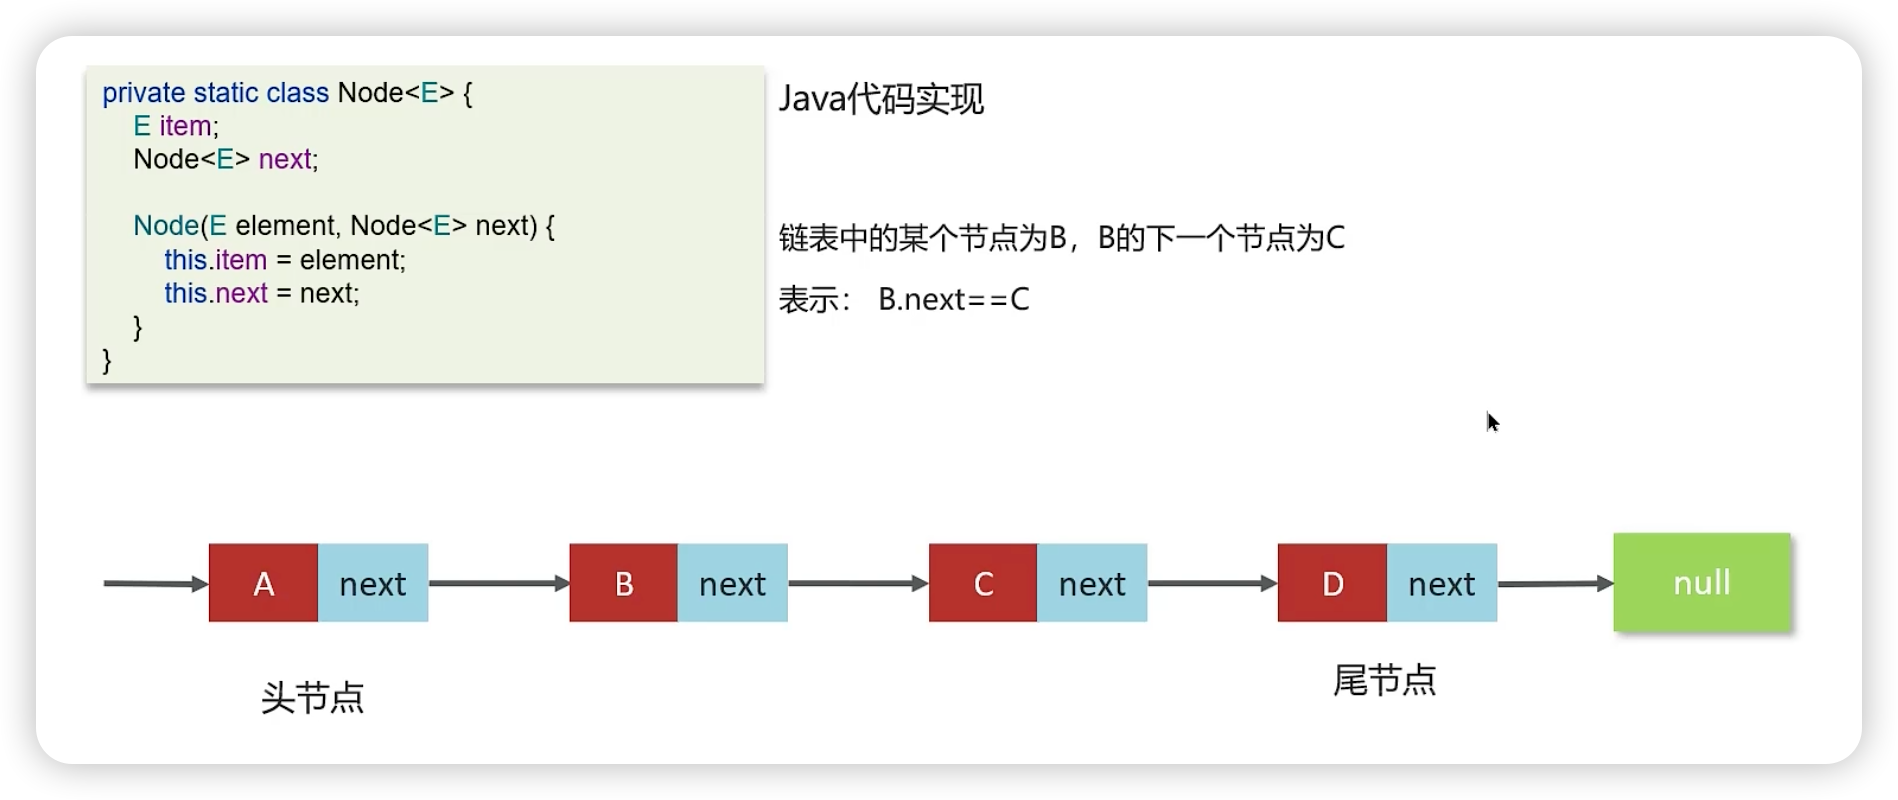 private static class Node<E> {
E item;
Node<E> next;
Node(E element, Node<E> next) {
this.item = element;
this.next = next;
}
}
Java代码实现
链表中的某个节点为B，B的下一个节点为C
表示： B.next==C
A next B next C next D next null
头节点 尾节点